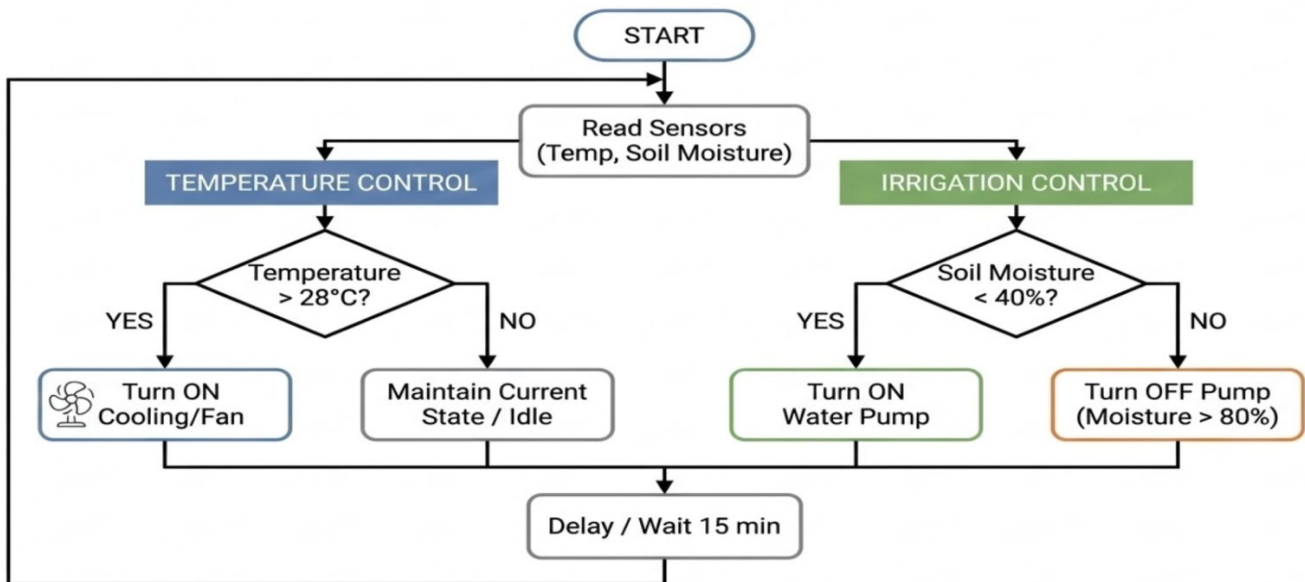 START
Read Sensors
(Temp, Soil Moisture)
TEMPERATURE CONTROL
IRRIGATION CONTROL
Temperature
> 28°C?
Soil Moisture
< 40%?
YES
NO
YES
NO
Turn ON
Cooling/Fan
Maintain Current
State / Idle
Turn ON
Water Pump
Turn OFF Pump
(Moisture > 80%)
Delay / Wait 15 min